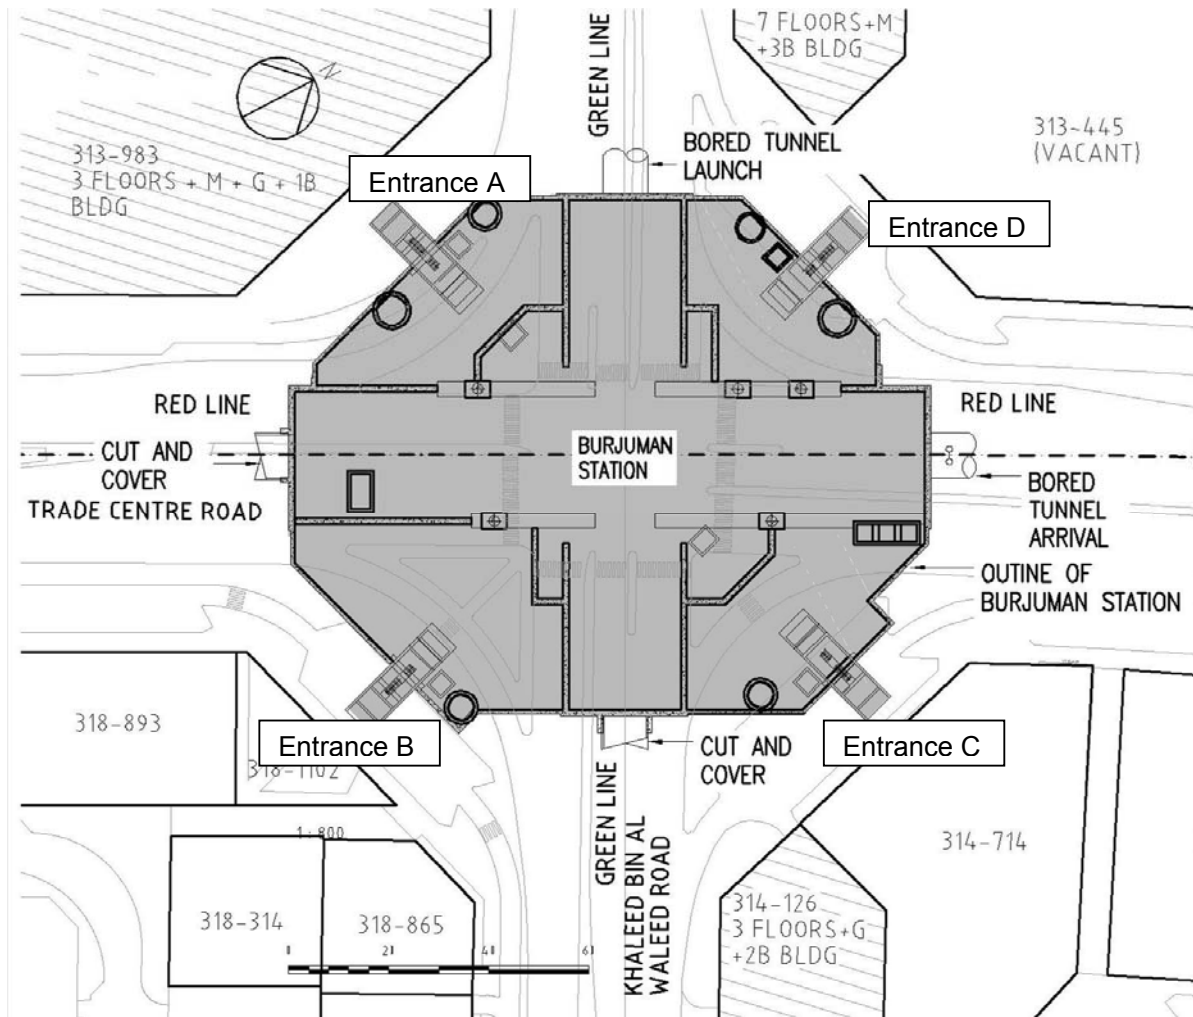 7 FLOORS+M
+3B BLDG
GREEN LINE
N
BORED TUNNEL
LAUNCH
313-445
(VACANT)
313-983
3 FLOORS + M + G + 1B
BLDG
Entrance A
Entrance D
RED LINE
RED LINE
BURJUMAN
STATION
CUT AND
COVER
TRADE CENTRE ROAD
BORED
TUNNEL
ARRIVAL
OUTINE OF
BURJUMAN STATION
318-893
Entrance B
Entrance C
318-1102
CUT AND
COVER
1:800
GREEN LINE
KHALEED BIN AL
WALEED ROAD
314-714
318-314
318-865
314-126
3 FLOORS+G
+2B BLDG
0 20 40 60